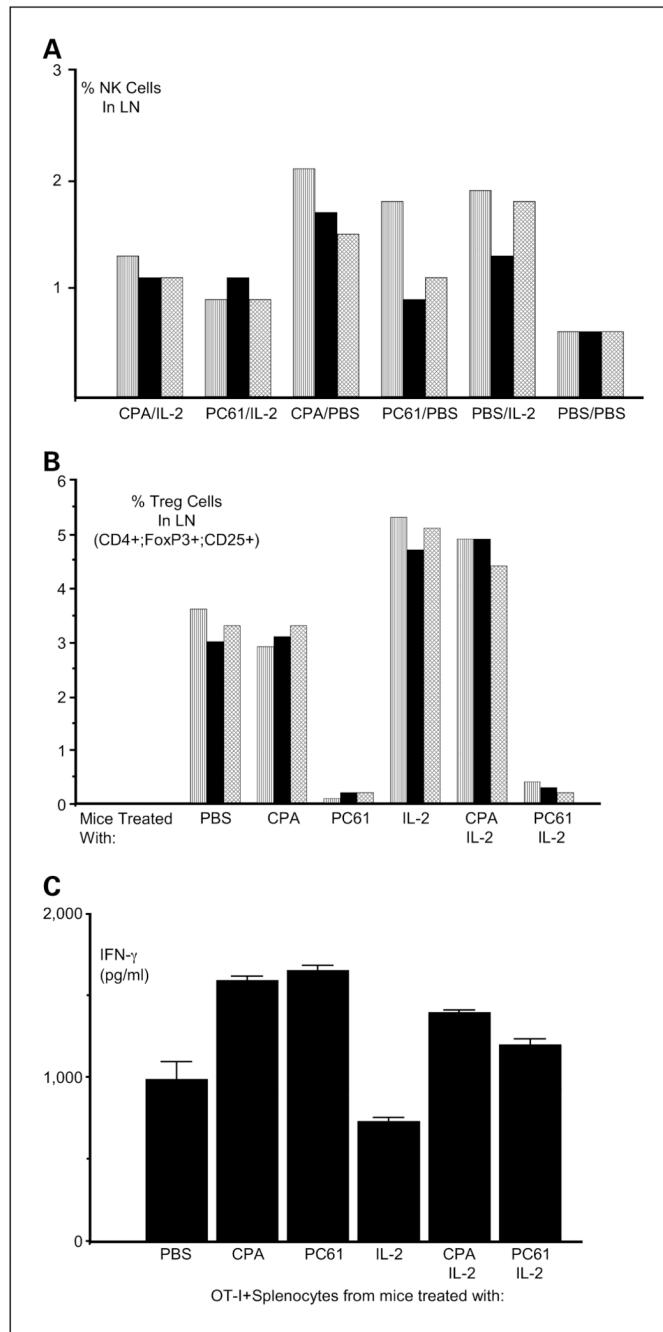 A
3
% NK Cells
In LN
2
1
CPA/IL-2 PC61/IL-2 CPA/PBS PC61/PBS PBS/IL-2 PBS/PBS
B
6
% Treg Cells
In LN
(CD4+;FoxP3+;CD25+)
5
4
3
2
1
0
Mice Treated PBS CPA PC61 IL-2 CPA PC61
With: IL-2 IL-2
C
2,000
IFN-γ
(pg/ml)
1,000
0
PBS CPA PC61 IL-2 CPA PC61
IL-2 IL-2
OT-I+Splenocytes from mice treated with: